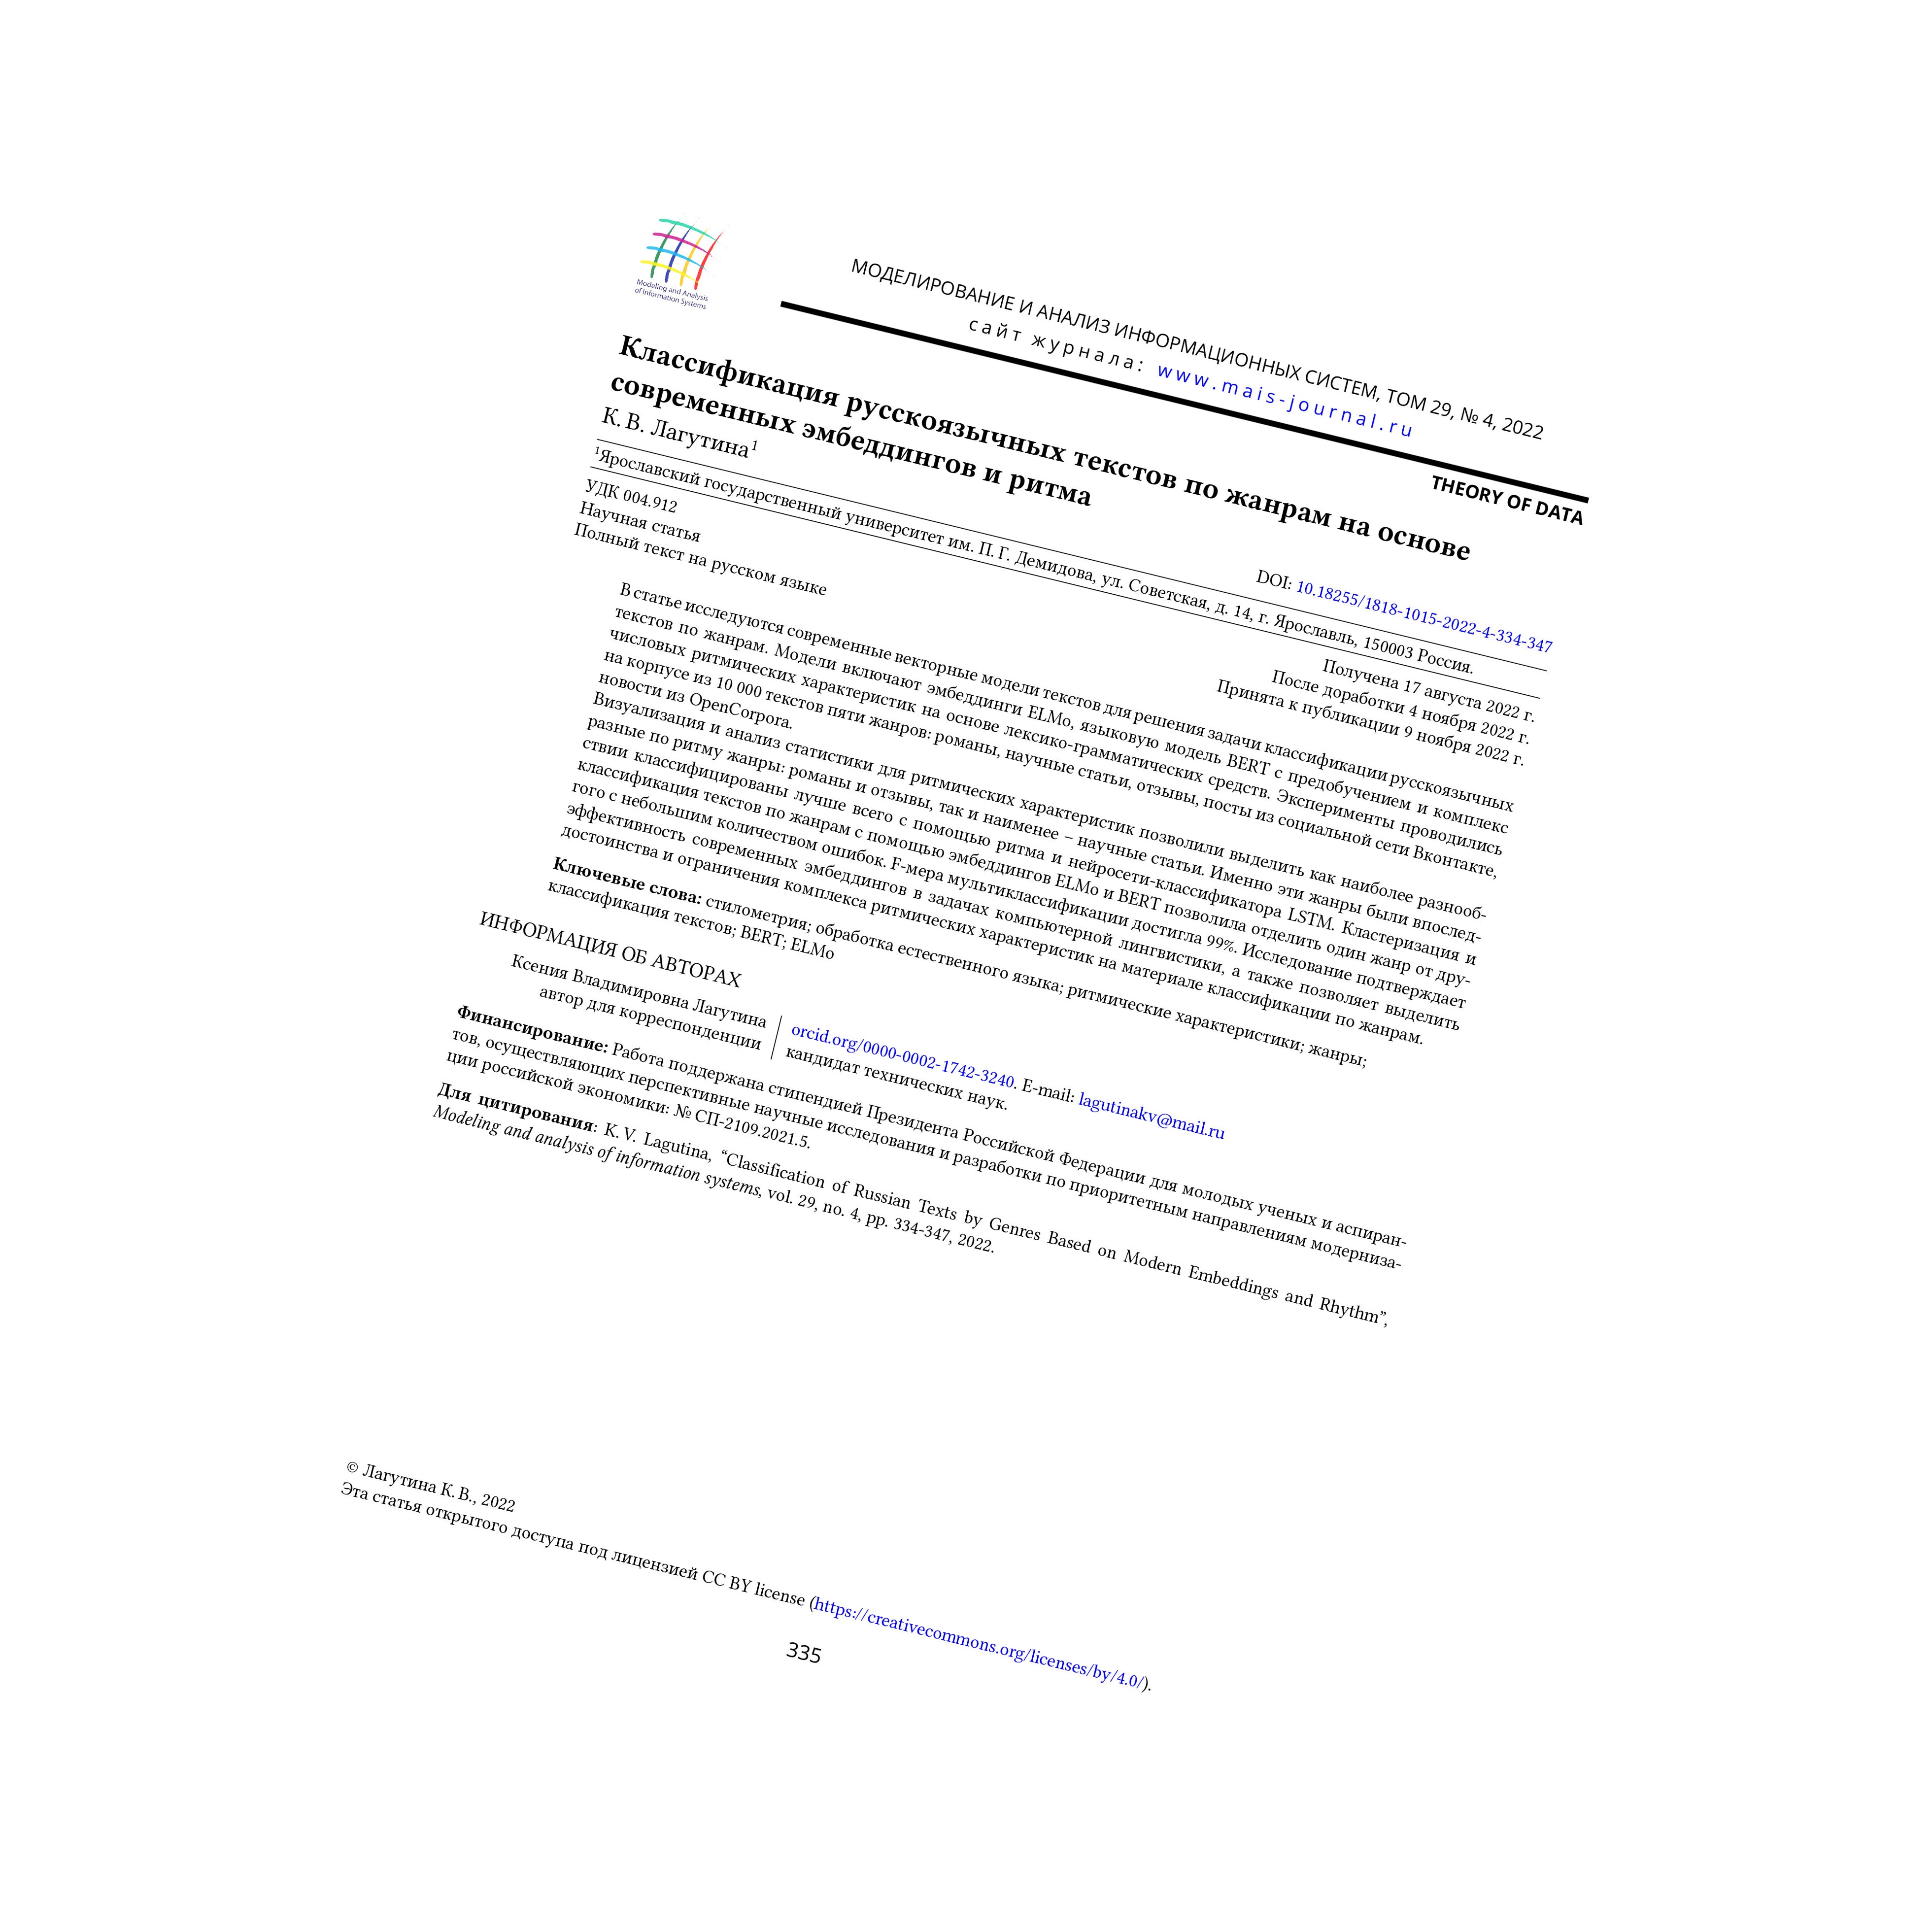 Modeling and Analysis
of Information Systems
МОДЕЛИРОВАНИЕ И АНАЛИЗ ИНФОРМАЦИОННЫХ СИСТЕМ, ТОМ 29, № 4, 2022
сайт журнала: www.mais-journal.ru
THEORY OF DATA
Классификация русскоязычных текстов по жанрам на основе
современных эмбеддингов и ритма
К. В. Лагутина¹
DOI: 10.18255/1818-1015-2022-4-334-347
¹Ярославский государственный университет им. П. Г. Демидова, ул. Советская, д. 14, г. Ярославль, 150003 Россия.
УДК 004.912
Научная статья
Полный текст на русском языке
Получена 17 августа 2022 г.
После доработки 4 ноября 2022 г.
Принята к публикации 9 ноября 2022 г.
В статье исследуются современные векторные модели текстов для решения задачи классификации русскоязычных
текстов по жанрам. Модели включают эмбеддинги ELMo, языковую модель BERT с предобучением и комплекс
числовых ритмических характеристик на основе лексико-грамматических средств. Эксперименты проводились
на корпусе из 10 000 текстов пяти жанров: романы, научные статьи, отзывы, посты из социальной сети Вконтакте,
новости из OpenCorpora.
Визуализация и анализ статистики для ритмических характеристик позволили выделить как наиболее разнооб-
разные по ритму жанры: романы и отзывы, так и наименее – научные статьи. Именно эти жанры были впослед-
ствии классифицированы лучше всего с помощью ритма и нейросети-классификатора LSTM. Кластеризация и
классификация текстов по жанрам с помощью эмбеддингов ELMo и BERT позволила отделить один жанр от дру-
гого с небольшим количеством ошибок. F-мера мультиклассификации достигла 99%. Исследование подтверждает
эффективность современных эмбеддингов в задачах компьютерной лингвистики, а также позволяет выделить
достоинства и ограничения комплекса ритмических характеристик на материале классификации по жанрам.
Ключевые слова: стилометрия; обработка естественного языка; ритмические характеристики; жанры;
классификация текстов; BERT; ELMo
ИНФОРМАЦИЯ ОБ АВТОРАХ
Ксения Владимировна Лагутина
автор для корреспонденции
orcid.org/0000-0002-1742-3240. E-mail: lagutinakv@mail.ru
кандидат технических наук.
Финансирование: Работа поддержана стипендией Президента Российской Федерации для молодых ученых и аспиран-
тов, осуществляющих перспективные научные исследования и разработки по приоритетным направлениям модерниза-
ции российской экономики: № СП-2109.2021.5.
Для цитирования: K. V. Lagutina, “Classification of Russian Texts by Genres Based on Modern Embeddings and Rhythm”,
Modeling and analysis of information systems, vol. 29, no. 4, pp. 334-347, 2022.
© Лагутина К. В., 2022
Эта статья открытого доступа под лицензией CC BY license (https://creativecommons.org/licenses/by/4.0/).
335